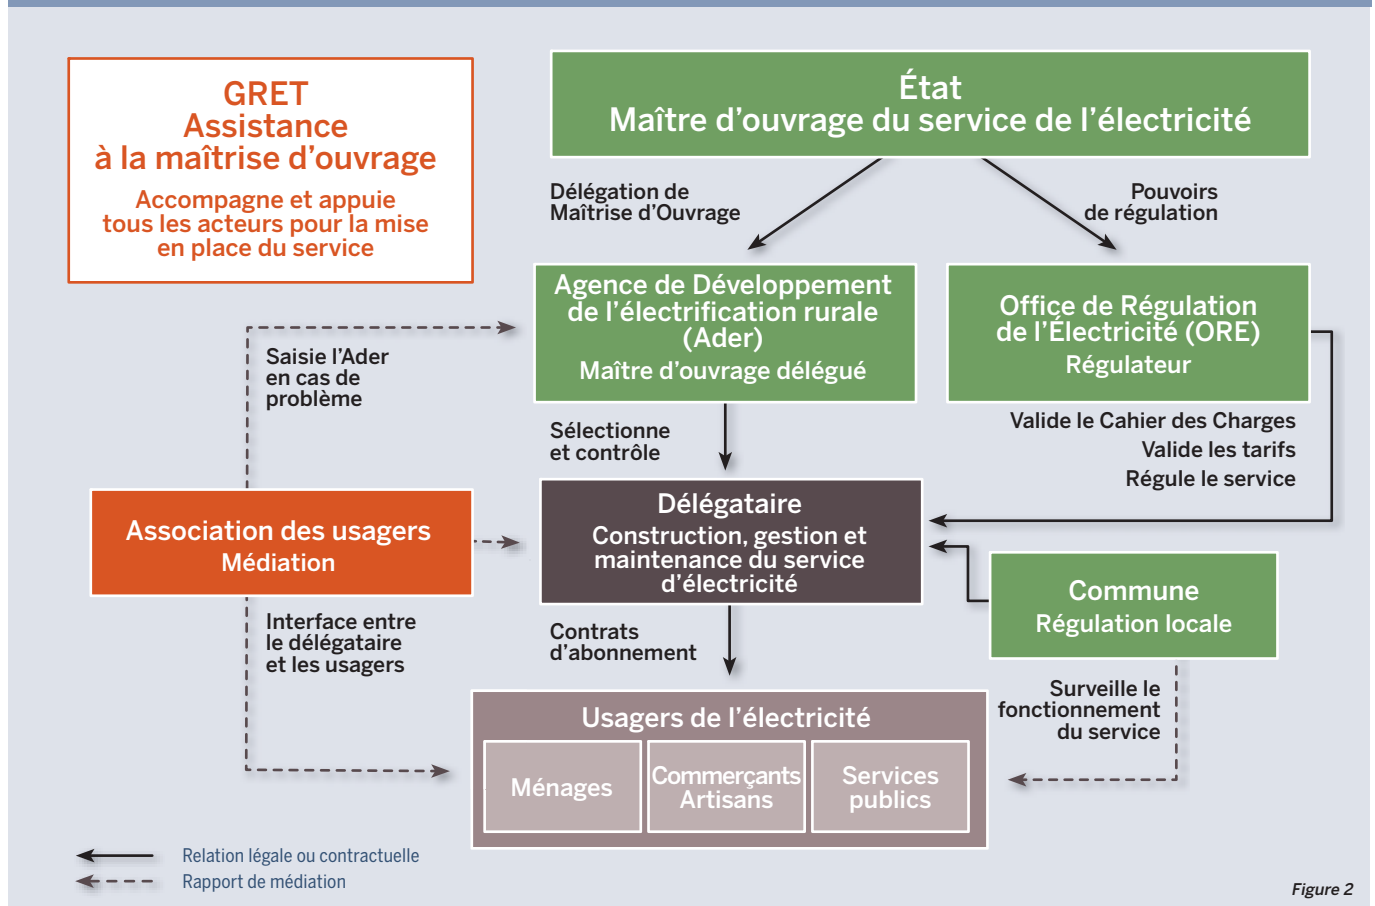 GRET
Assistance
à la maîtrise d'ouvrage
Accompagne et appuie
tous les acteurs pour la mise
en place du service
État
Maître d'ouvrage du service de l'électricité
Délégation de
Maîtrise d'Ouvrage
Pouvoirs
de régulation
Agence de Développement
de l'électrification rurale
(Ader)
Maître d'ouvrage délégué
Office de Régulation
de l'Électricité (ORE)
Régulateur
Saisie l'Ader
en cas de
problème
Sélectionne
et contrôle
Valide le Cahier des Charges
Valide les tarifs
Régule le service
Association des usagers
Médiation
Délégataire
Construction, gestion et
maintenance du service
d'électricité
Commune
Régulation locale
Interface entre
le délégataire
et les usagers
Contrats
d'abonnement
Surveille le
fonctionnement
du service
Usagers de l'électricité
Ménages
Commerçants
Artisans
Services
publics
Relation légale ou contractuelle
Rapport de médiation
Figure 2